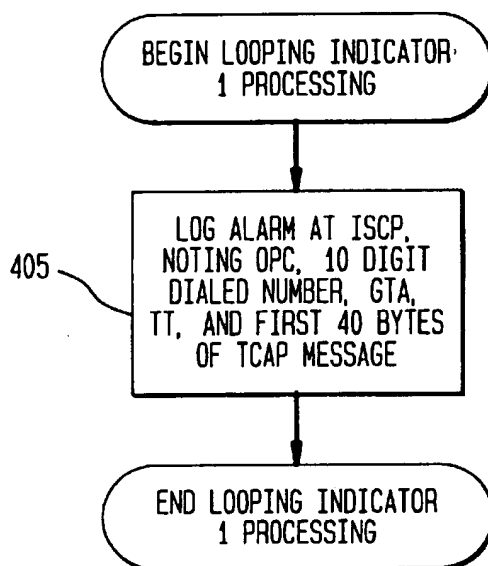 BEGIN LOOPING INDICATOR
1 PROCESSING
405
LOG ALARM AT ISCP,
NOTING OPC, 10 DIGIT
DIALED NUMBER, GTA,
TT, AND FIRST 40 BYTES
OF TCAP MESSAGE
END LOOPING INDICATOR
1 PROCESSING